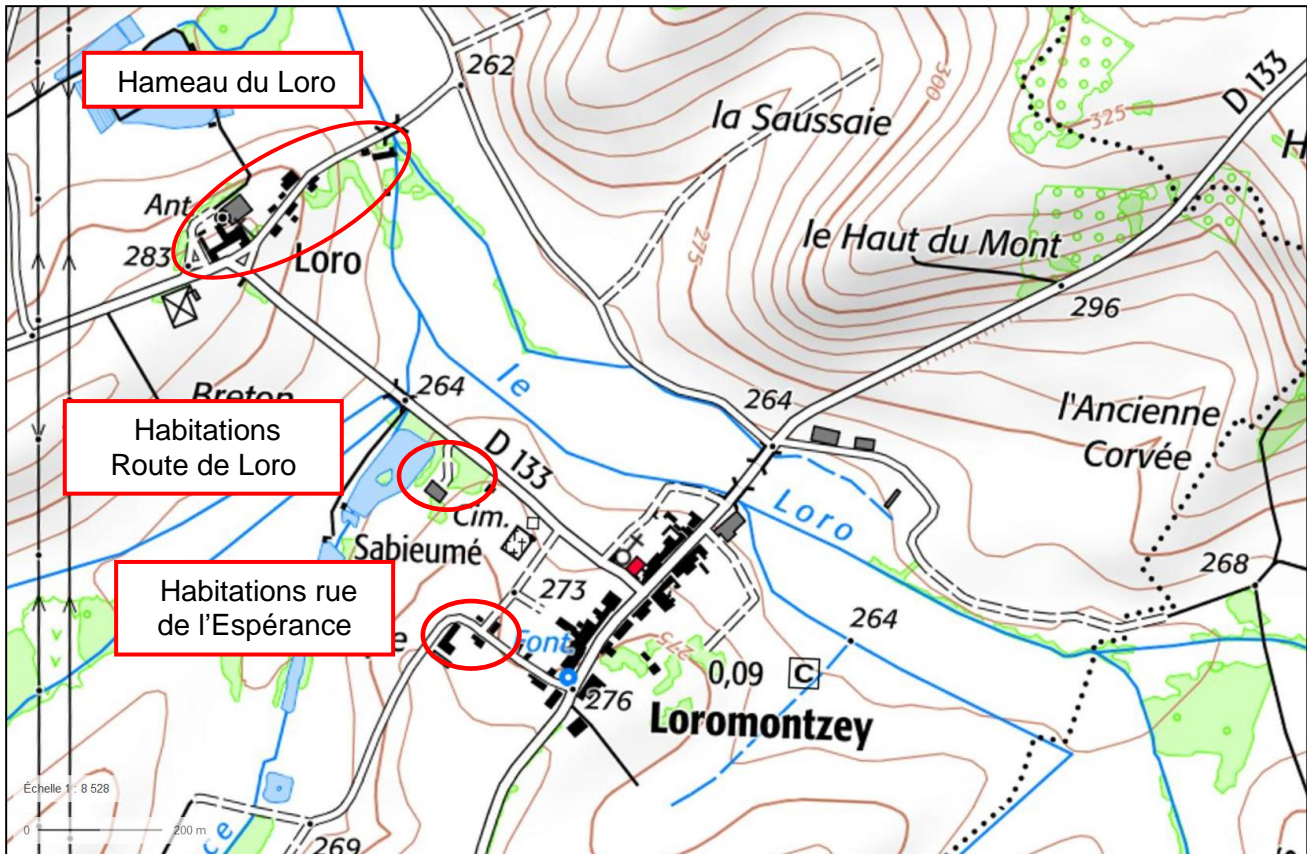 Hameau du Loro
262
300
la Saussaie
325
D 133
H
Ant
283
Loro
275
le Haut du Mont
296
le
264
264
Breton
Habitations
Route de Loro
D 133
l'Ancienne
Corvée
Loro
Cim.
Sabieumé
Habitations rue
de l'Espérance
273
268
264
Font
275
0,09
C
276
Loromontzey
Échelle 1 : 8 528
0
200 m
ce
269